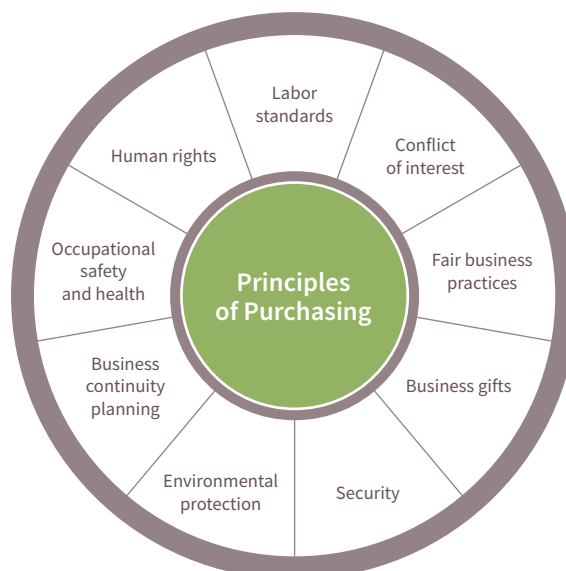 Labor
standards
Conflict
of interest
Fair business
practices
Business gifts
Security
Environmental
protection
Business
continuity
planning
Occupational
safety
and health
Human rights
Principles
of Purchasing